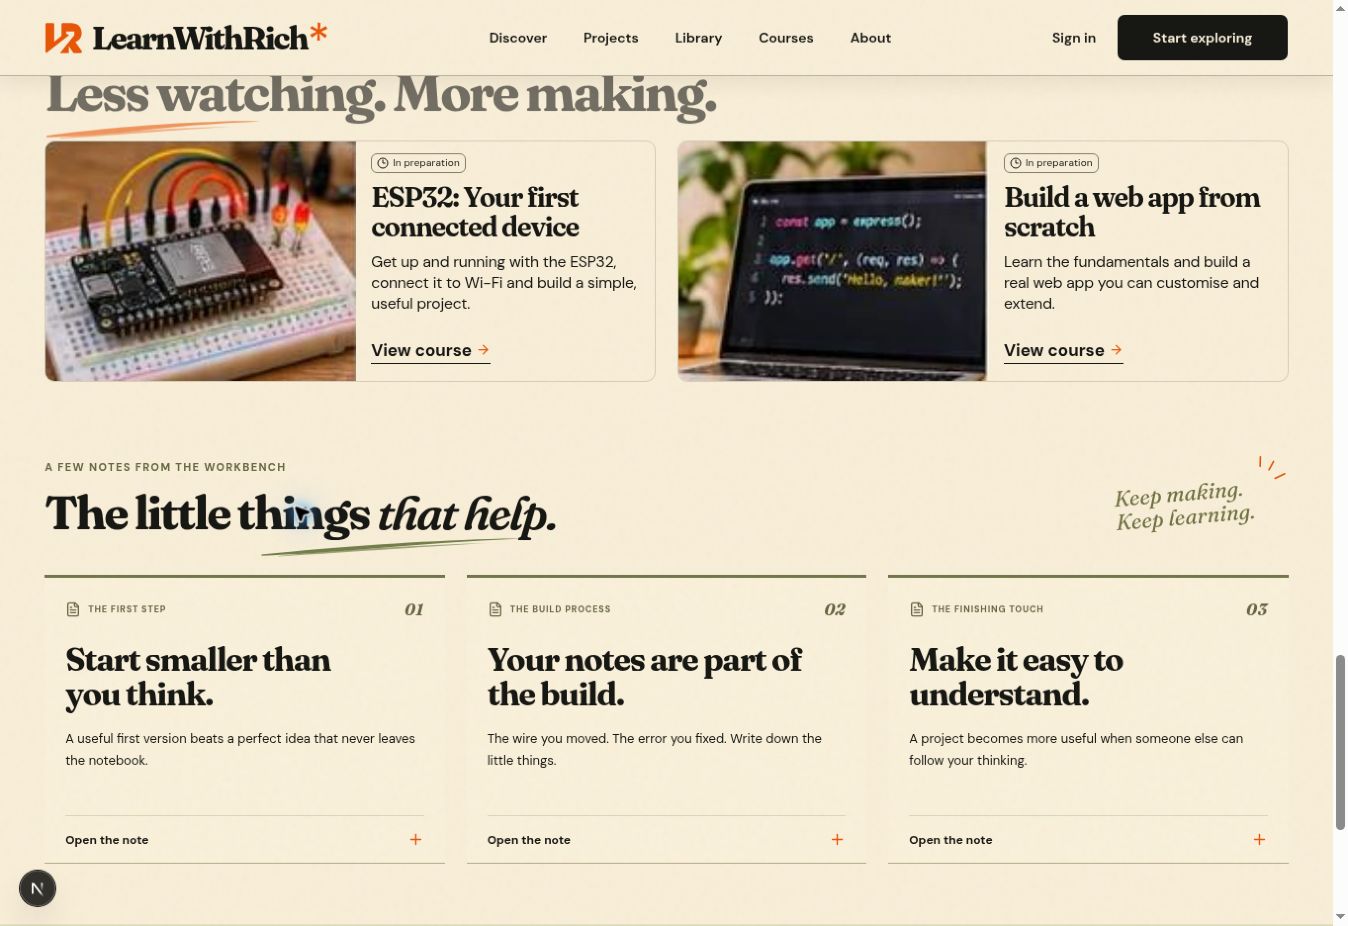 LearnWithRich*
Discover
Projects
Library
Courses
About
Sign in
Start exploring
Less watching. More making.
In preparation
ESP32: Your first
connected device
Get up and running with the ESP32,
connect it to Wi-Fi and build a simple,
useful project.
View course →
1 const app = express();
2
3 app.get('/', (req, res) => {
4 res.send('Hello, maker!');
5 });
In preparation
Build a web app from
scratch
Learn the fundamentals and build a
real web app you can customise and
extend.
View course →
A FEW NOTES FROM THE WORKBENCH
The little things that help.
Keep making.
Keep learning.
THE FIRST STEP
01
Start smaller than
you think.
A useful first version beats a perfect idea that never leaves
the notebook.
Open the note +
THE BUILD PROCESS
02
Your notes are part of
the build.
The wire you moved. The error you fixed. Write down the
little things.
Open the note +
THE FINISHING TOUCH
03
Make it easy to
understand.
A project becomes more useful when someone else can
follow your thinking.
Open the note +
N